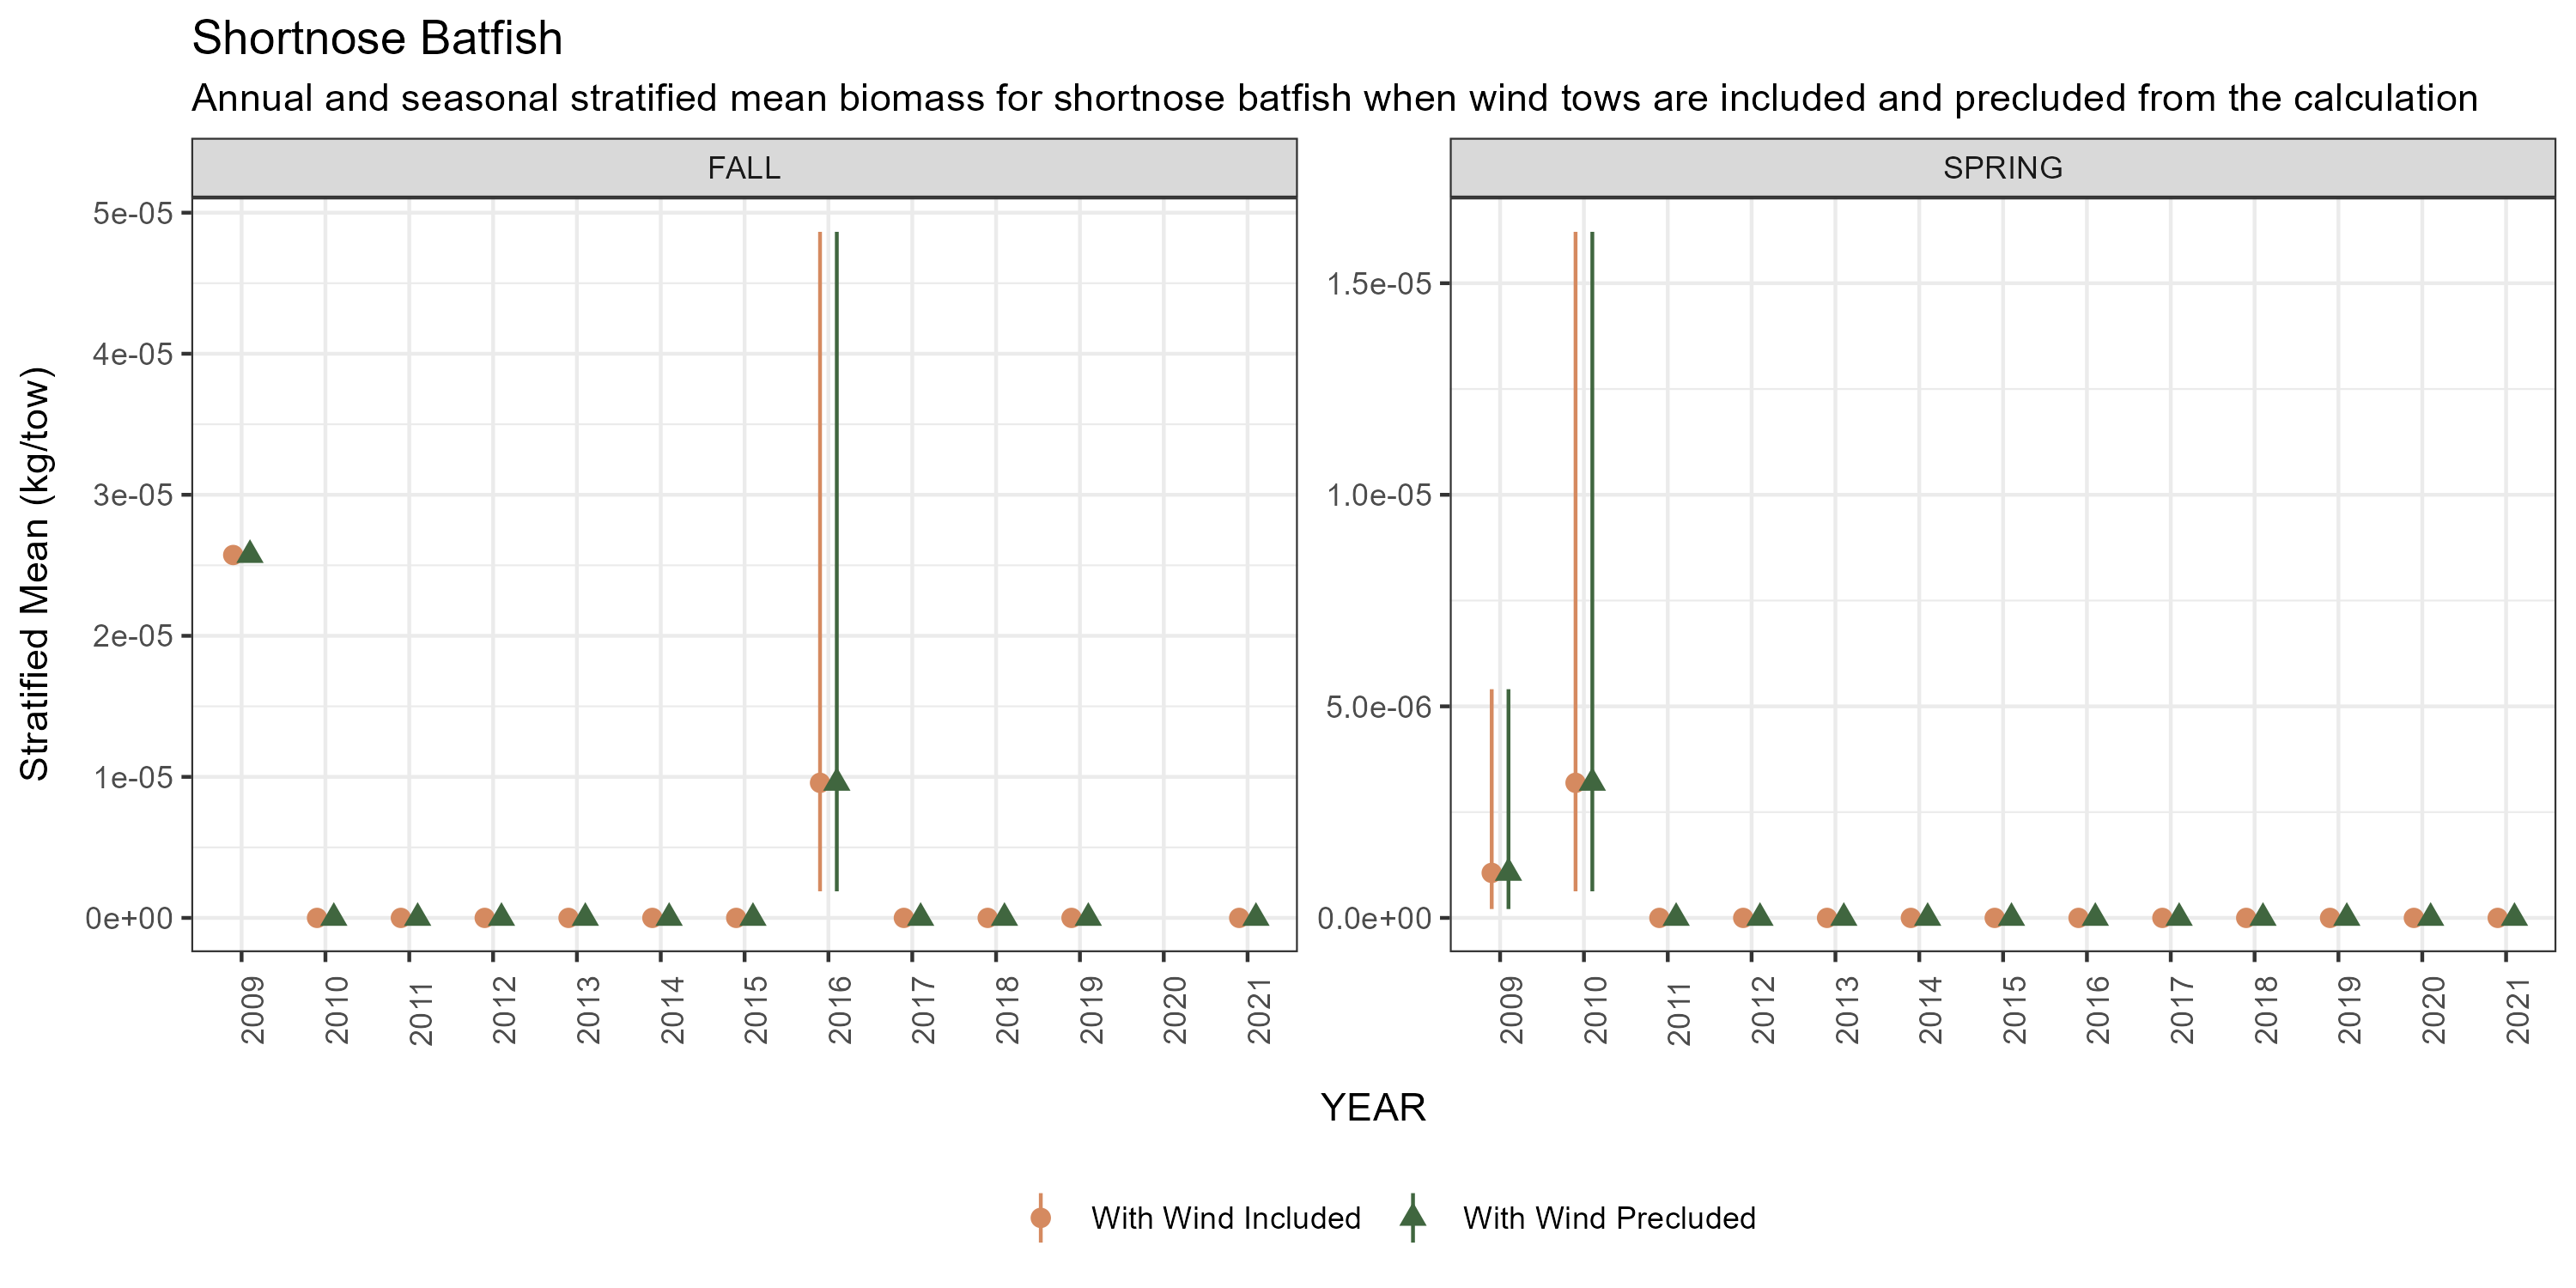 Shortnose Batfish
Annual and seasonal stratified mean biomass for shortnose batfish when wind tows are included and precluded from the calculation
FALL
SPRING
Stratified Mean (kg/tow)
5e-05
4e-05
3e-05
2e-05
1e-05
0e+00
1.5e-05
1.0e-05
5.0e-06
0.0e+00
2009 2010 2011 2012 2013 2014 2015 2016 2017 2018 2019 2020 2021
2009 2010 2011 2012 2013 2014 2015 2016 2017 2018 2019 2020 2021
YEAR
With Wind Included With Wind Precluded